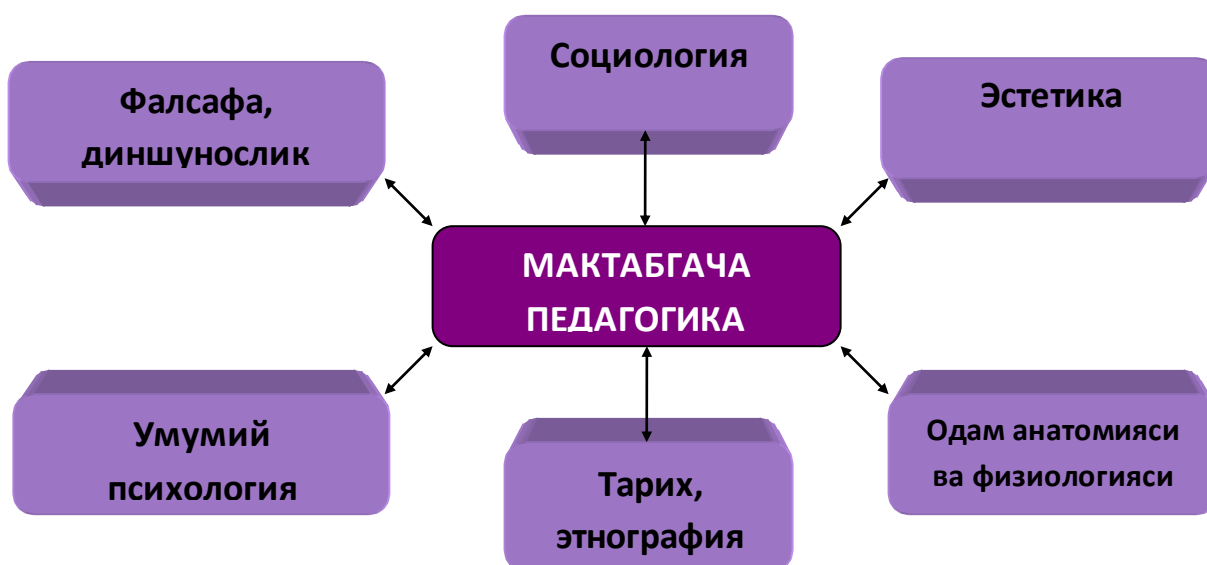 Социология
Фалсафа,
диншунослик
Эстетика
МАКТАБГАЧА
ПЕДАГОГИКА
Умумий
психология
Тарих,
этнография
Одам анатомияси
ва физиологияси